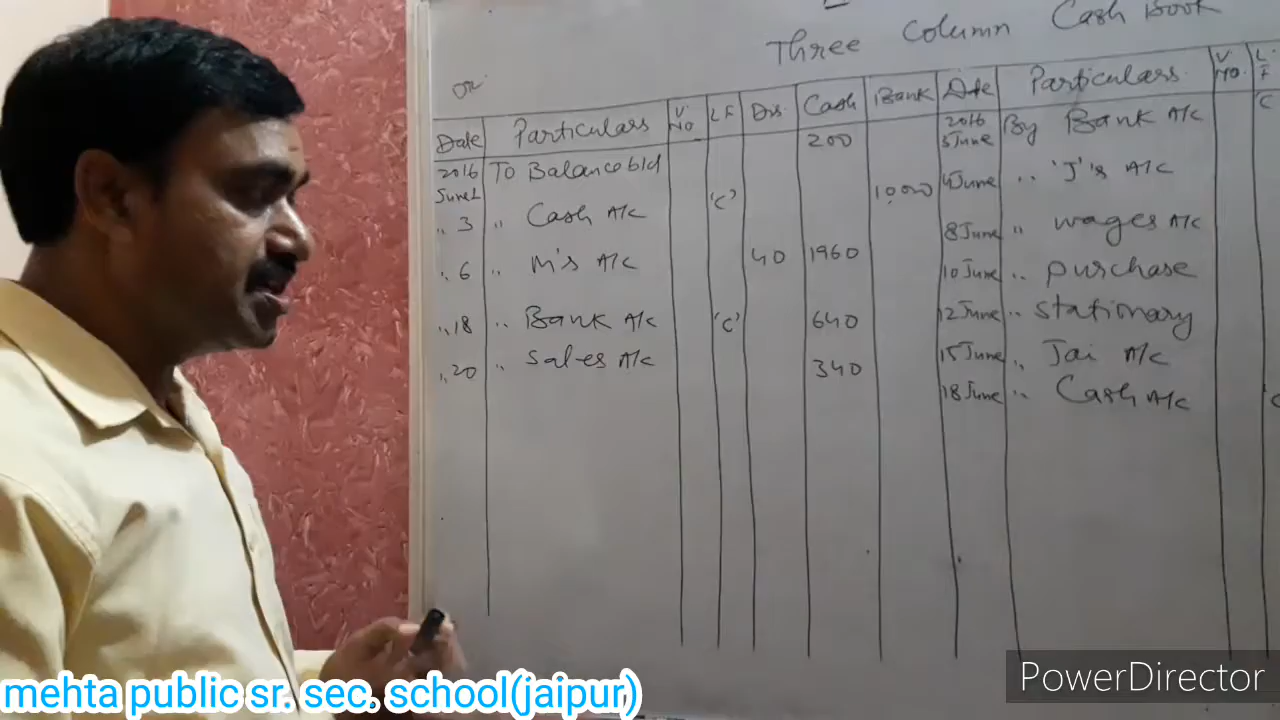 Three Column Cash Book
Dr.
Date Particulars V. No L.F Dis. Cash Bank Date Particulars. V. No. L. F
2016 June 1 To Balance b/d 200 2016 5 June By Bank A/c C
" 3 " Cash A/c 'C' 10,000 4 June " 'J's A/c
" 6 " M's A/c 40 1960 8 June " wages A/c
10 June " purchase
" 18 " Bank A/c 'C' 640 12 June " Stationary
" 20 " Sales A/c 340 15 June " Jai A/c
18 June " Cash A/c C
mehta public sr. sec. school(jaipur)
PowerDirector